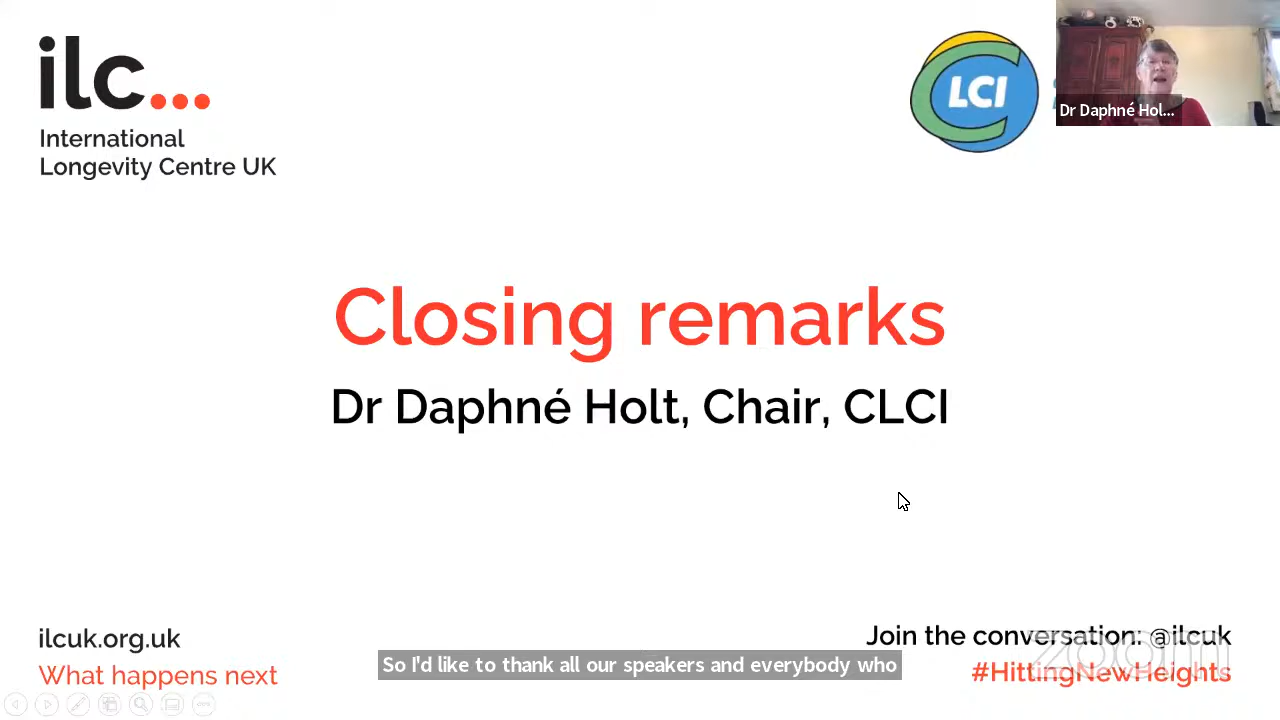 ilc...
International
Longevity Centre UK
LCI
Dr Daphné Hol...
Closing remarks
Dr Daphné Holt, Chair, CLCI
ilcuk.org.uk
What happens next
Join the conversation: @ilcuk
#HittingNewHeights
zoom
So I'd like to thank all our speakers and everybody who